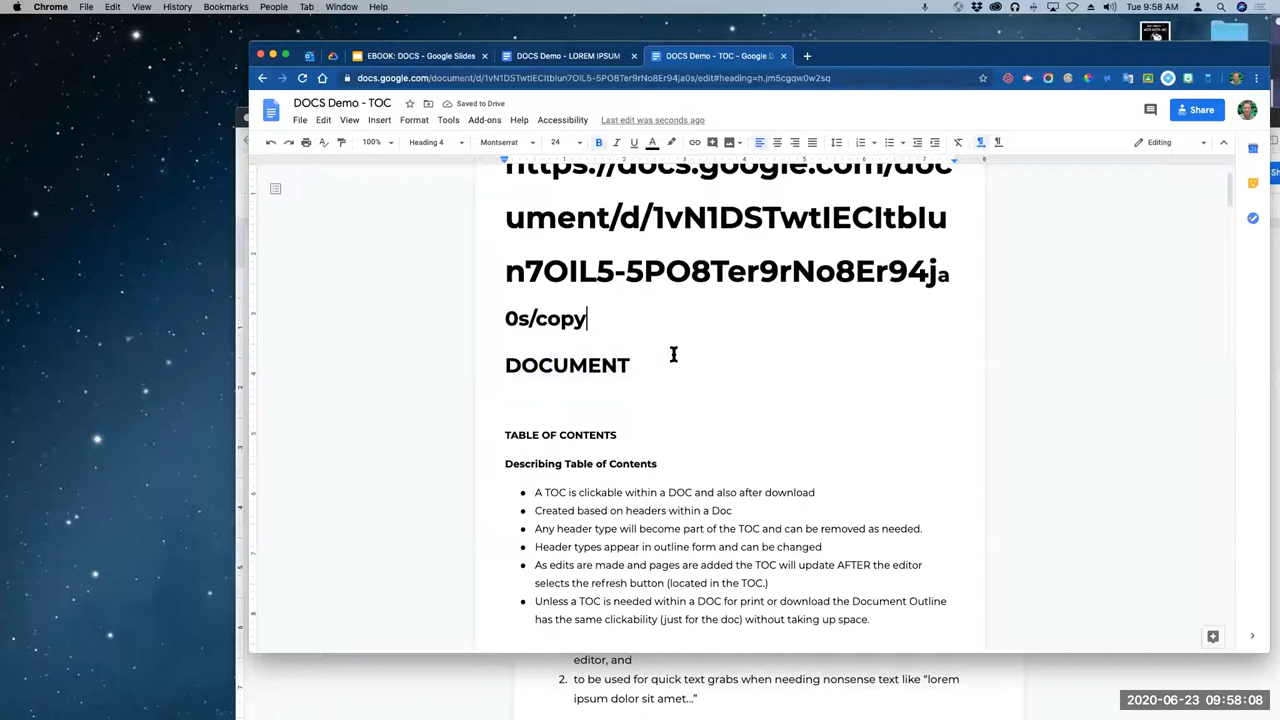 Chrome File Edit View History Bookmarks People Tab Window Help Tue 9:58 AM
EBOOK: DOCS - Google Slides DOCS Demo - LOREM IPSUM DOCS Demo - TOC - Google D
docs.google.com/document/d/1vN1DSTwtIECItbIun7OIL5-5PO8Ter9rNo8Er94ja0s/edit#heading=h.jm5cgqw0w2sq
DOCS Demo - TOC Saved to Drive
File Edit View Insert Format Tools Add-ons Help Accessibility Last edit was seconds ago
Share
100% Heading 4 Montserrat 24 Editing
https://docs.google.com/doc
ument/d/1vN1DSTwtIECItbIu
n7OIL5-5PO8Ter9rNo8Er94ja
0s/copy
DOCUMENT
TABLE OF CONTENTS
Describing Table of Contents
● A TOC is clickable within a DOC and also after download
● Created based on headers within a Doc
● Any header type will become part of the TOC and can be removed as needed.
● Header types appear in outline form and can be changed
● As edits are made and pages are added the TOC will update AFTER the editor
selects the refresh button (located in the TOC.)
● Unless a TOC is needed within a DOC for print or download the Document Outline
has the same clickability (just for the doc) without taking up space.
editor, and
2. to be used for quick text grabs when needing nonsense text like “lorem
ipsum dolor sit amet...”
2020-06-23 09:58:08